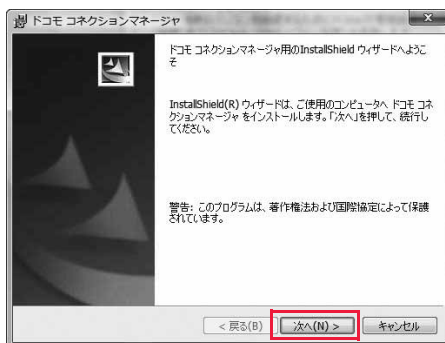 ドコモ コネクションマネージャ
ドコモ コネクションマネージャ用のInstallShield ウィザードへようこ
そ
InstallShield(R) ウィザードは、ご使用のコンピュータへ ドコモ コネ
クションマネージャ をインストールします。「次へ」を押して、続行し
てください。
警告: このプログラムは、著作権法および国際協定によって保護
されています。
< 戻る(B)
次へ(N) >
キャンセル